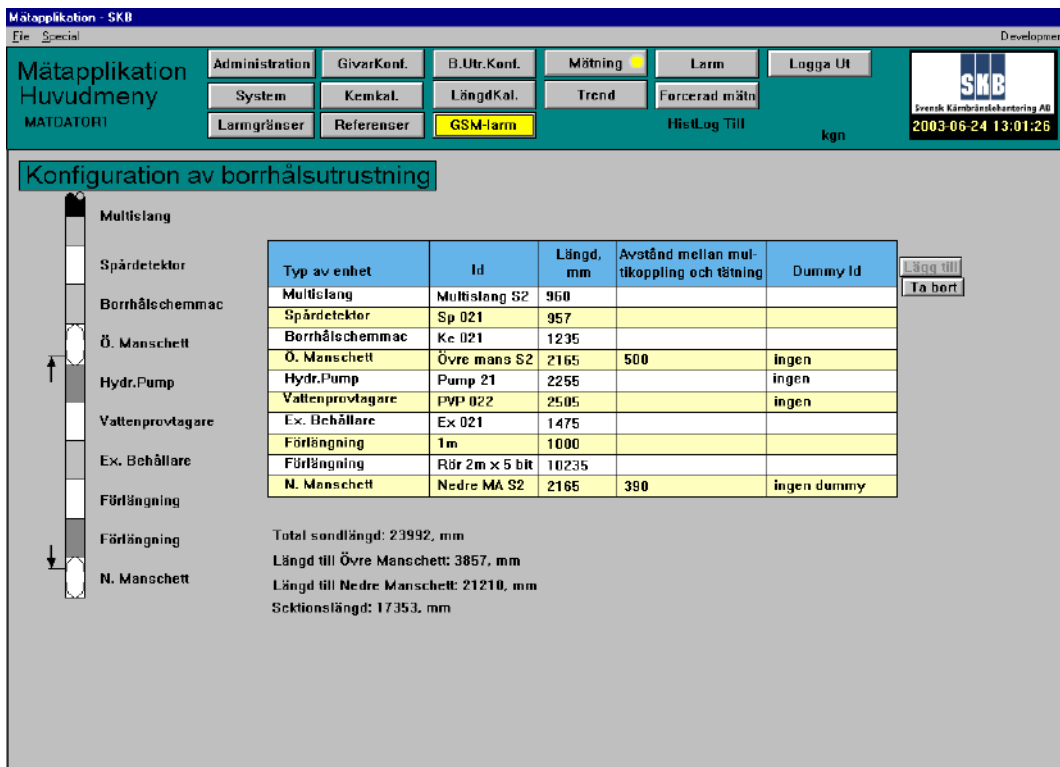 Mätapplikation - SKB
File Special Developmer
Mätapplikation
Huvudmeny
MATDATOR1
Administration GivarKonf. B.Utr.Konf. Mätning Larm Logga Ut
System Kemkal. LängdKal. Trend Forcerad mätn
Larmgränser Referenser GSM-larm HistLog Till kgn
SKB
Svensk Kärnbränslehantering AB
2003-06-24 13:01:26
Konfiguration av borrhålsutrustning
Multislang
Spårdetektor
Borrhålschemmac
Ö. Manschett
Hydr.Pump
Vattenprovtagare
Ex. Behållare
Förlängning
Förlängning
N. Manschett
Typ av enhet Id Längd, mm Avstånd mellan mul-tikoppling och tätning Dummy Id
Multislang Multislang S2 960
Spårdetektor Sp 021 957
Borrhålschemmac Kc 021 1235
Ö. Manschett Övre mans S2 2165 500 ingen
Hydr.Pump Pump 21 2255 ingen
Vattenprovtagare PVP 022 2505 ingen
Ex. Behållare Ex 021 1475
Förlängning 1m 1000
Förlängning Rör 2m x 5 bit 10235
N. Manschett Nedre MA S2 2165 390 ingen dummy
Lägg till
Ta bort
Total sondlängd: 23992, mm
Längd till Övre Manschett: 3857, mm
Längd till Nedre Manschett: 21210, mm
Sektionslängd: 17353, mm